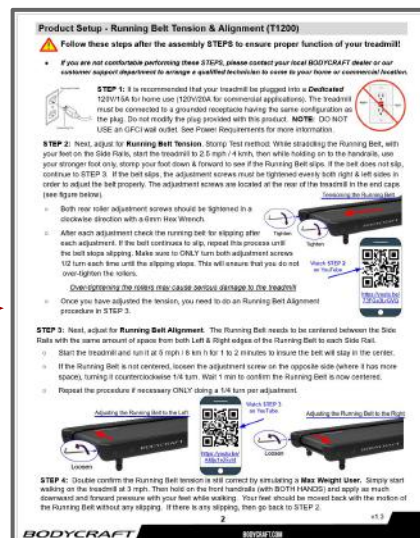 Product Setup - Running Belt Tension & Alignment (T1200)
Follow these steps after the assembly STEPS to ensure proper function of your treadmill!
• If you are not comfortable performing these STEPS, please contact your local BODYCRAFT dealer or our
customer support department to arrange a qualified technician to come to your home or commercial location.
STEP 1: It is recommended that your treadmill be plugged into a Dedicated
120V/15A for home use (120V/20A for commercial applications). The treadmill
must be connected to a grounded receptacle having the same configuration as
the plug. Do not modify the plug provided with this product. NOTE: DO NOT
USE an GFCI wall outlet. See Power Requirements for more information.
STEP 2: Next, adjust for Running Belt Tension. Stomp Test Method: While straddling the Running Belt, with
your feet on the Side Rails, start the treadmill to 2.5 mph / 4 kmh, then while holding on to the handrails, use
your stronger foot only, stomp your foot down & forward to see if the Running Belt slips. If the belt does not slip,
continue to STEP 3. If the belt slips, the adjustment screws must be tightened evenly both right & left sides in
order to adjust the belt properly. The adjustment screws are located at the rear of the treadmill in the end caps
(see figure below).
Tensioning the Running Belt
○ Both rear roller adjustment screws should be tightened in a
clockwise direction with a 6mm Hex Wrench.
Tighten
Tighten
○ After each adjustment check the running belt for slipping after
each adjustment. If the belt continues to slip, repeat this process until
the belt stops slipping. Make sure to ONLY turn both adjustment screws
1/2 turn each time until the slipping stops. This will ensure that you do not
over-tighten the rollers.
Watch STEP 2
on YouTube
Over-tightening the rollers may cause serious damage to the treadmill
○ Once you have adjusted the tension, you need to do an Running Belt Alignment
procedure in STEP 3.
STEP 3: Next, adjust for Running Belt Alignment. The Running Belt needs to be centered between the Side
Rails with the same amount of space from both Left & Right edges of the Running Belt to each Side Rail.
○ Start the treadmill and run it at 5 mph / 8 km h for 1 to 2 minutes to insure the belt will stay in the center.
○ If the Running Belt is not centered, loosen the adjustment screw on the opposite side (where it has more
space), turning it counterclockwise 1/4 turn. Wait 1 min to confirm the Running Belt is now centered.
○ Repeat the procedure if necessary ONLY doing a 1/4 turn per adjustment.
Adjusting the Running Belt to the Left
Watch STEP 3
on YouTube
Adjusting the Running Belt to the Right
Loosen
Loosen
BODYCRAFT
STEP 4: Double confirm the Running Belt tension is still correct by simulating a Max Weight User. Simply start
walking on the treadmill at 3 mph. Then hold on the front handrails (with BOTH HANDS) and apply as much
downward and forward pressure with your feet while walking. Your feet should be moved back with the motion of
the Running Belt without any slipping. If there is any slipping, then go back to STEP 2.
2
v1.3
BODYCRAFT
BODYCRAFT.COM